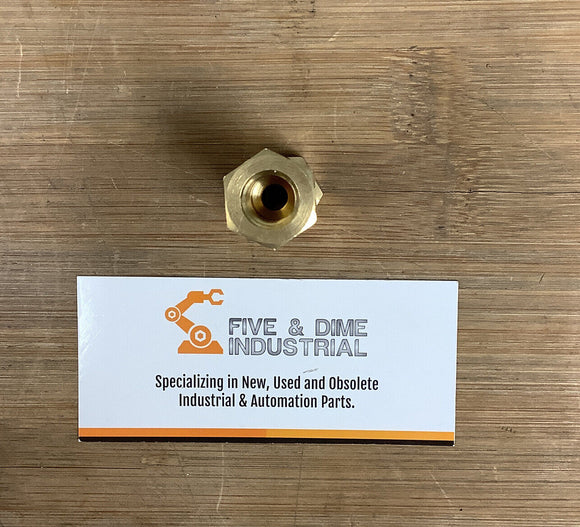 FIVE & DIME
INDUSTRIAL
Specializing in New, Used and Obsolete
Industrial & Automation Parts.